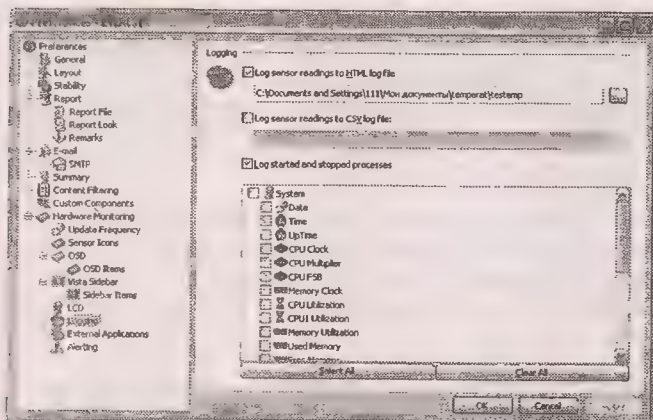 Preferences
General
Layout
Stability
Report
Report File
Report Look
Remarks
E-mail
SMTP
Summary
Content Filtering
Custom Components
Hardware Monitoring
Update Frequency
Sensor Icons
OSD
OSD Items
Vista Sidebar
Sidebar Items
LCD
Logging
External Applications
Alerting
Logging
Log sensor readings to HTML log file
C:\Documents and Settings\111\Мои документы\temperat\testemp
Log sensor readings to CSV log file:
Log started and stopped processes
System
Date
Time
UpTime
CPU Clock
CPU Multiplier
CPU FSB
Memory Clock
CPU Utilization
CPU1 Utilization
Memory Utilization
Used Memory
Select All
Clear All
OK
Cancel